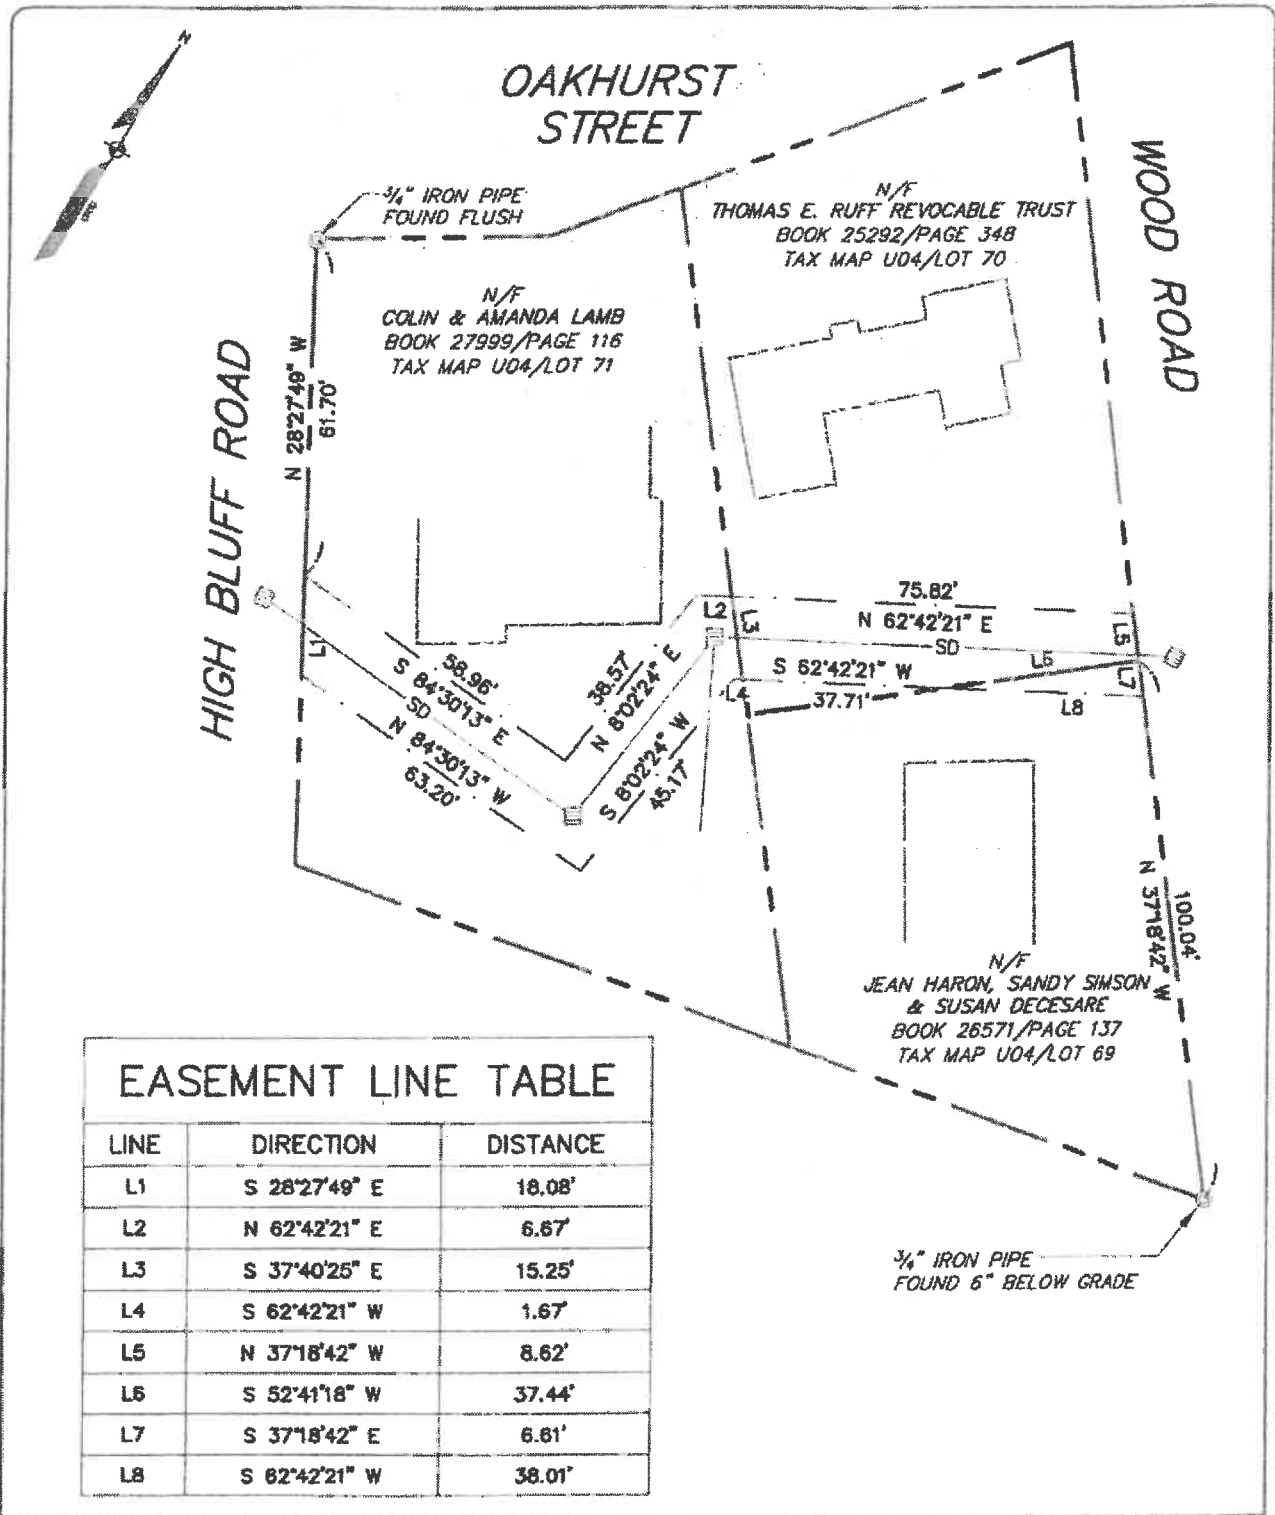 N
OAKHURST
STREET
WOOD ROAD
HIGH BLUFF ROAD
3/4" IRON PIPE
FOUND FLUSH
N/F
THOMAS E. RUFF REVOCABLE TRUST
BOOK 25292/PAGE 348
TAX MAP U04/LOT 70
N/F
COLIN & AMANDA LAMB
BOOK 27999/PAGE 116
TAX MAP U04/LOT 71
N 28°27'49" W
61.70'
L1
58.96'
S 84°30'13" E
SD
N 84°30'13" W
63.20'
38.57'
N 8°02'24" E
S 8°02'24" W
45.17'
L2
L3
L4
75.82'
N 62°42'21" E
SD
S 62°42'21" W
37.71'
L5
L6
L7
L8
100.04'
N 37°18'42" W
N/F
JEAN HARON, SANDY SIMSON
& SUSAN DECESARE
BOOK 26571/PAGE 137
TAX MAP U04/LOT 69
3/4" IRON PIPE
FOUND 6" BELOW GRADE
EASEMENT LINE TABLE
LINE DIRECTION DISTANCE
L1 S 28°27'49" E 18.08'
L2 N 62°42'21" E 6.67'
L3 S 37°40'25" E 15.25'
L4 S 62°42'21" W 1.67'
L5 N 37°18'42" W 8.62'
L6 S 52°41'18" W 37.44'
L7 S 37°18'42" E 6.61'
L8 S 62°42'21" W 38.01'